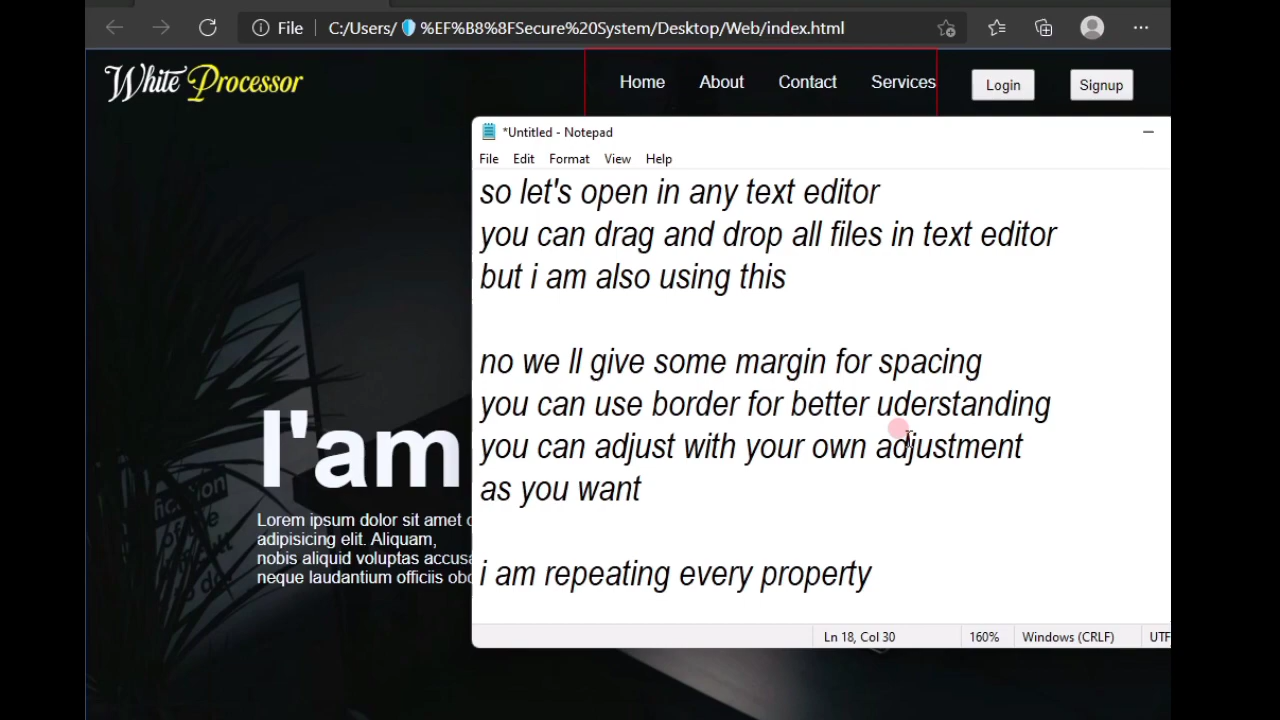 File C:/Users/🛡️%EF%B8%8FSecure%20System/Desktop/Web/index.html
White Processor
Home About Contact Services Login Signup
*Untitled - Notepad
File Edit Format View Help
so let's open in any text editor
you can drag and drop all files in text editor
but i am also using this
no we ll give some margin for spacing
you can use border for better uderstanding
you can adjust with your own adjustment
as you want
i am repeating every property
Ln 18, Col 30 160% Windows (CRLF) UTF
I'am
Lorem ipsum dolor sit amet
adipisicing elit. Aliquam,
nobis aliquid voluptas accusa
neque laudantium officiis obc